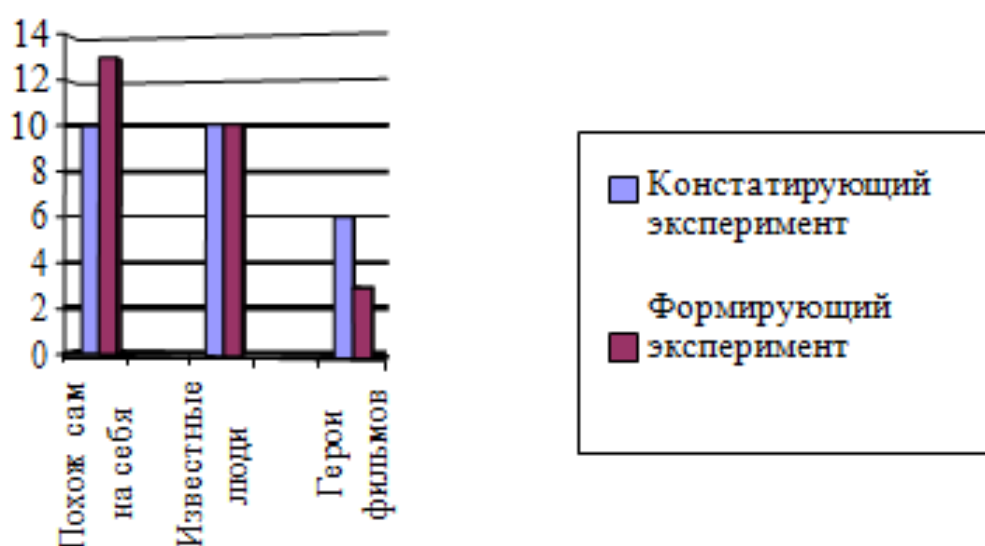 14
12
10
8
6
4
2
0
Похож сам
на себя
Известные
люди
Герои
фильмов
Констатирующий
эксперимент
Формирующий
эксперимент